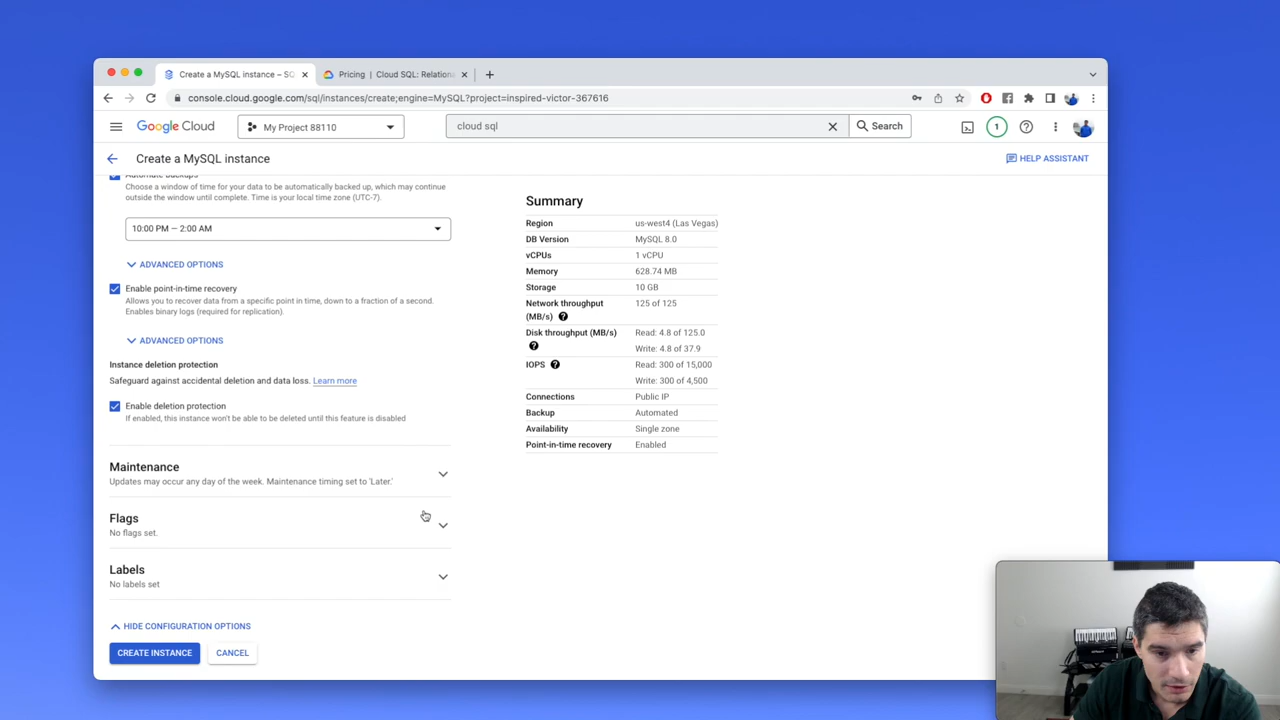 Create a MySQL instance – SQ
Pricing | Cloud SQL: Relation
console.cloud.google.com/sql/instances/create;engine=MySQL?project=inspired-victor-367616
Google Cloud
My Project 88110
cloud sql
Search
1
Create a MySQL instance
HELP ASSISTANT
Automate backups
Choose a window of time for your data to be automatically backed up, which may continue
outside the window until complete. Time is your local time zone (UTC-7).
10:00 PM — 2:00 AM
ADVANCED OPTIONS
Enable point-in-time recovery
Allows you to recover data from a specific point in time, down to a fraction of a second.
Enables binary logs (required for replication).
ADVANCED OPTIONS
Instance deletion protection
Safeguard against accidental deletion and data loss. Learn more
Enable deletion protection
If enabled, this instance won't be able to be deleted until this feature is disabled
Maintenance
Updates may occur any day of the week. Maintenance timing set to 'Later.'
Flags
No flags set.
Labels
No labels set
HIDE CONFIGURATION OPTIONS
CREATE INSTANCE
CANCEL
Summary
Region us-west4 (Las Vegas)
DB Version MySQL 8.0
vCPUs 1 vCPU
Memory 628.74 MB
Storage 10 GB
Network throughput 125 of 125
(MB/s)
Disk throughput (MB/s) Read: 4.8 of 125.0
Write: 4.8 of 37.9
IOPS Read: 300 of 15,000
Write: 300 of 4,500
Connections Public IP
Backup Automated
Availability Single zone
Point-in-time recovery Enabled